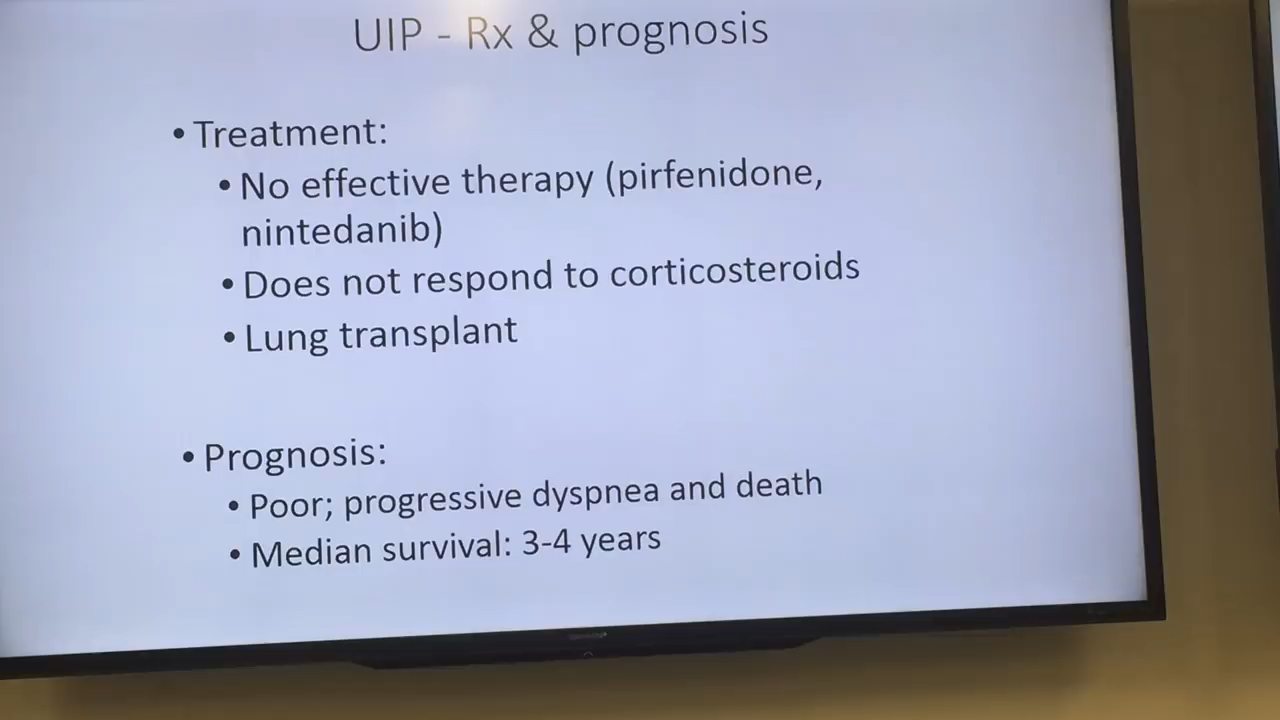 UIP - Rx & prognosis
• Treatment:
• No effective therapy (pirfenidone,
nintedanib)
• Does not respond to corticosteroids
• Lung transplant
• Prognosis:
• Poor; progressive dyspnea and death
• Median survival: 3-4 years